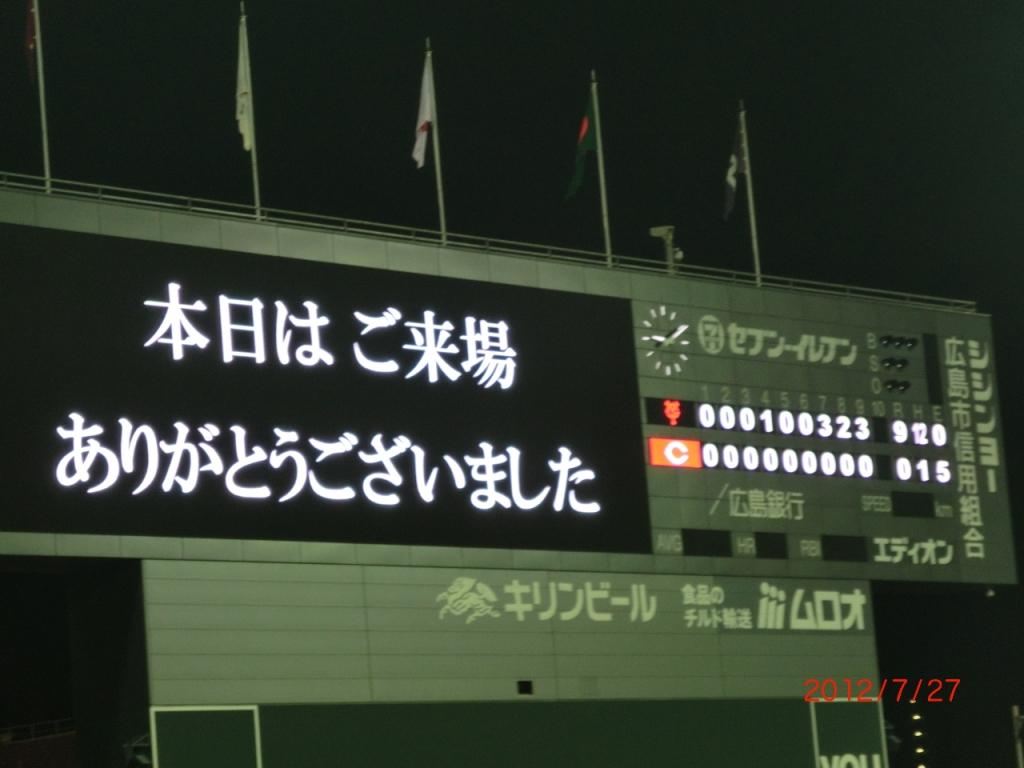 本日は ご来場
ありがとうございました
セブン-イレブン
B
S
O
1 2 3 4 5 6 7 8 9 10 R H E
000100323 9 12 0
C 000000000 0 1 5
広島銀行
SPEED km
AVG HR RBI
エディオン
シシンヨー
広島市信用組合
キリンビール
食品の
チルド輸送
ムロオ
YOU
2012/7/27